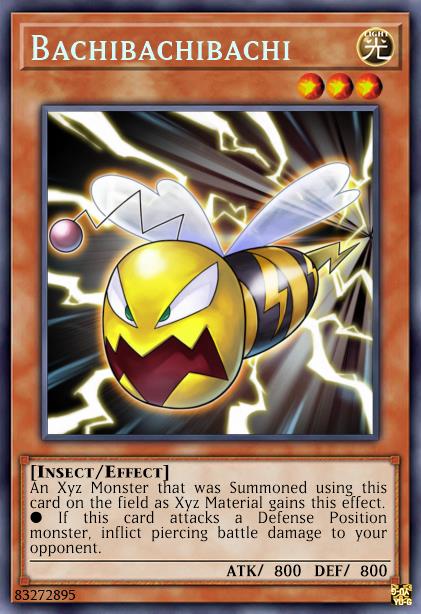 BACHIBACHIBACHI
LIGHT
光
[INSECT/EFFECT]
An Xyz Monster that was Summoned using this
card on the field as Xyz Material gains this effect.
● If this card attacks a Defense Position
monster, inflict piercing battle damage to your
opponent.
ATK/ 800 DEF/ 800
83272895